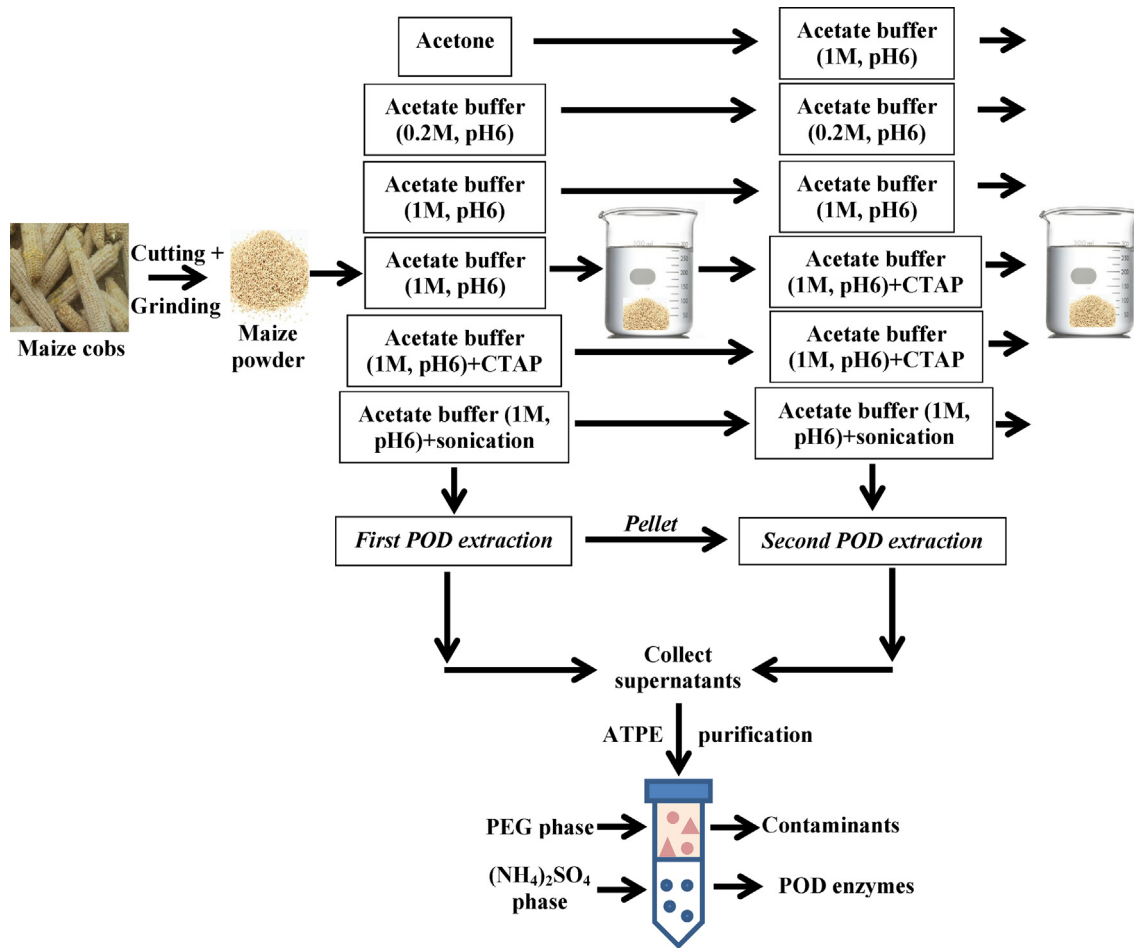 Acetone
Acetate buffer
(1M, pH6)
Acetate buffer
(0.2M, pH6)
Acetate buffer
(0.2M, pH6)
Acetate buffer
(1M, pH6)
Acetate buffer
(1M, pH6)
Cutting +
Grinding
Maize cobs
Maize
powder
Acetate buffer
(1M, pH6)
Acetate buffer
(1M, pH6)+CTAP
Acetate buffer
(1M, pH6)+CTAP
Acetate buffer
(1M, pH6)+CTAP
Acetate buffer (1M,
pH6)+sonication
Acetate buffer (1M,
pH6)+sonication
First POD extraction
Pellet
Second POD extraction
Collect
supernatants
ATPE purification
PEG phase
Contaminants
(NH₄)₂SO₄
phase
POD enzymes